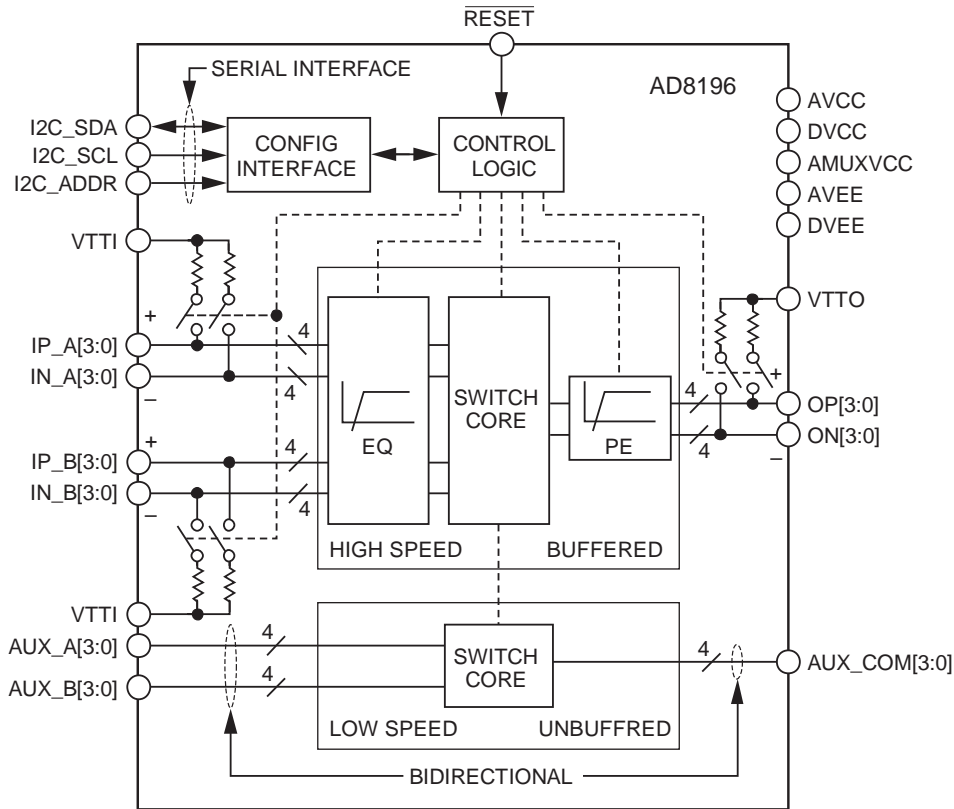 RESET
SERIAL INTERFACE
AD8196
I2C_SDA
I2C_SCL
I2C_ADDR
CONFIG
INTERFACE
CONTROL
LOGIC
AVCC
DVCC
AMUXVCC
AVEE
DVEE
VTTI
VTTO
+
IP_A[3:0]
4
IN_A[3:0]
4
–
+
IP_B[3:0]
4
IN_B[3:0]
4
–
EQ
SWITCH
CORE
PE
+
4
OP[3:0]
4
ON[3:0]
–
HIGH SPEED
BUFFERED
VTTI
AUX_A[3:0]
4
AUX_B[3:0]
4
SWITCH
CORE
4
AUX_COM[3:0]
LOW SPEED
UNBUFFRED
BIDIRECTIONAL